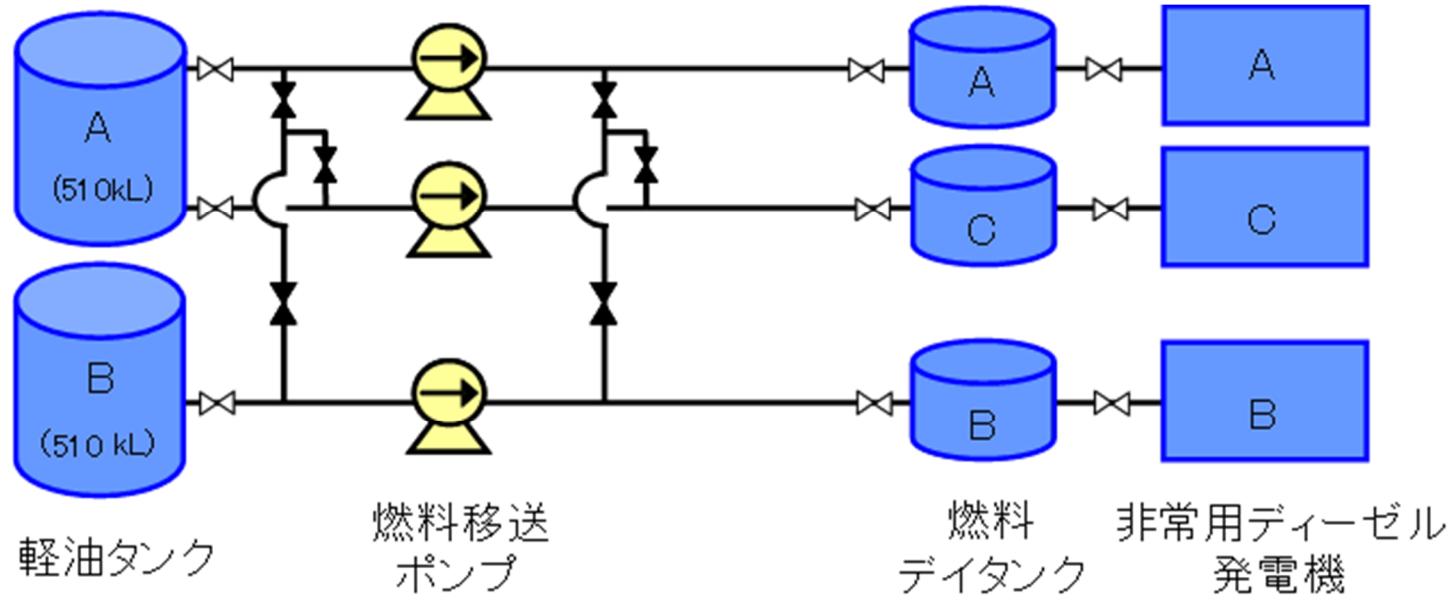 A
(510kL)
B
(510 kL)
A
C
B
A
C
B
軽油タンク
燃料移送
ポンプ
燃料
デイタンク
非常用ディーゼル
発電機